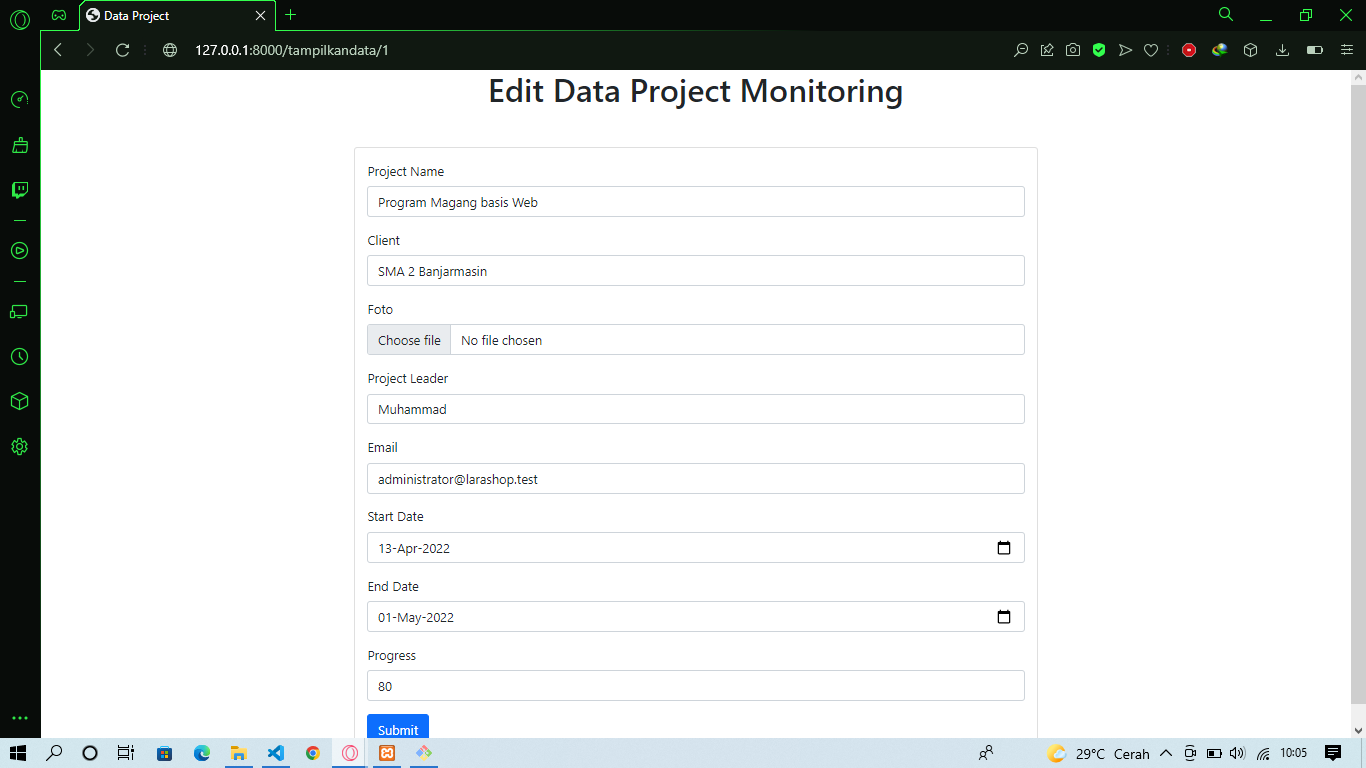 Data Project
127.0.0.1:8000/tampilkandata/1
Edit Data Project Monitoring
Project Name
Program Magang basis Web
Client
SMA 2 Banjarmasin
Foto
Choose file No file chosen
Project Leader
Muhammad
Email
administrator@larashop.test
Start Date
13-Apr-2022
End Date
01-May-2022
Progress
80
Submit
29°C Cerah 10:05